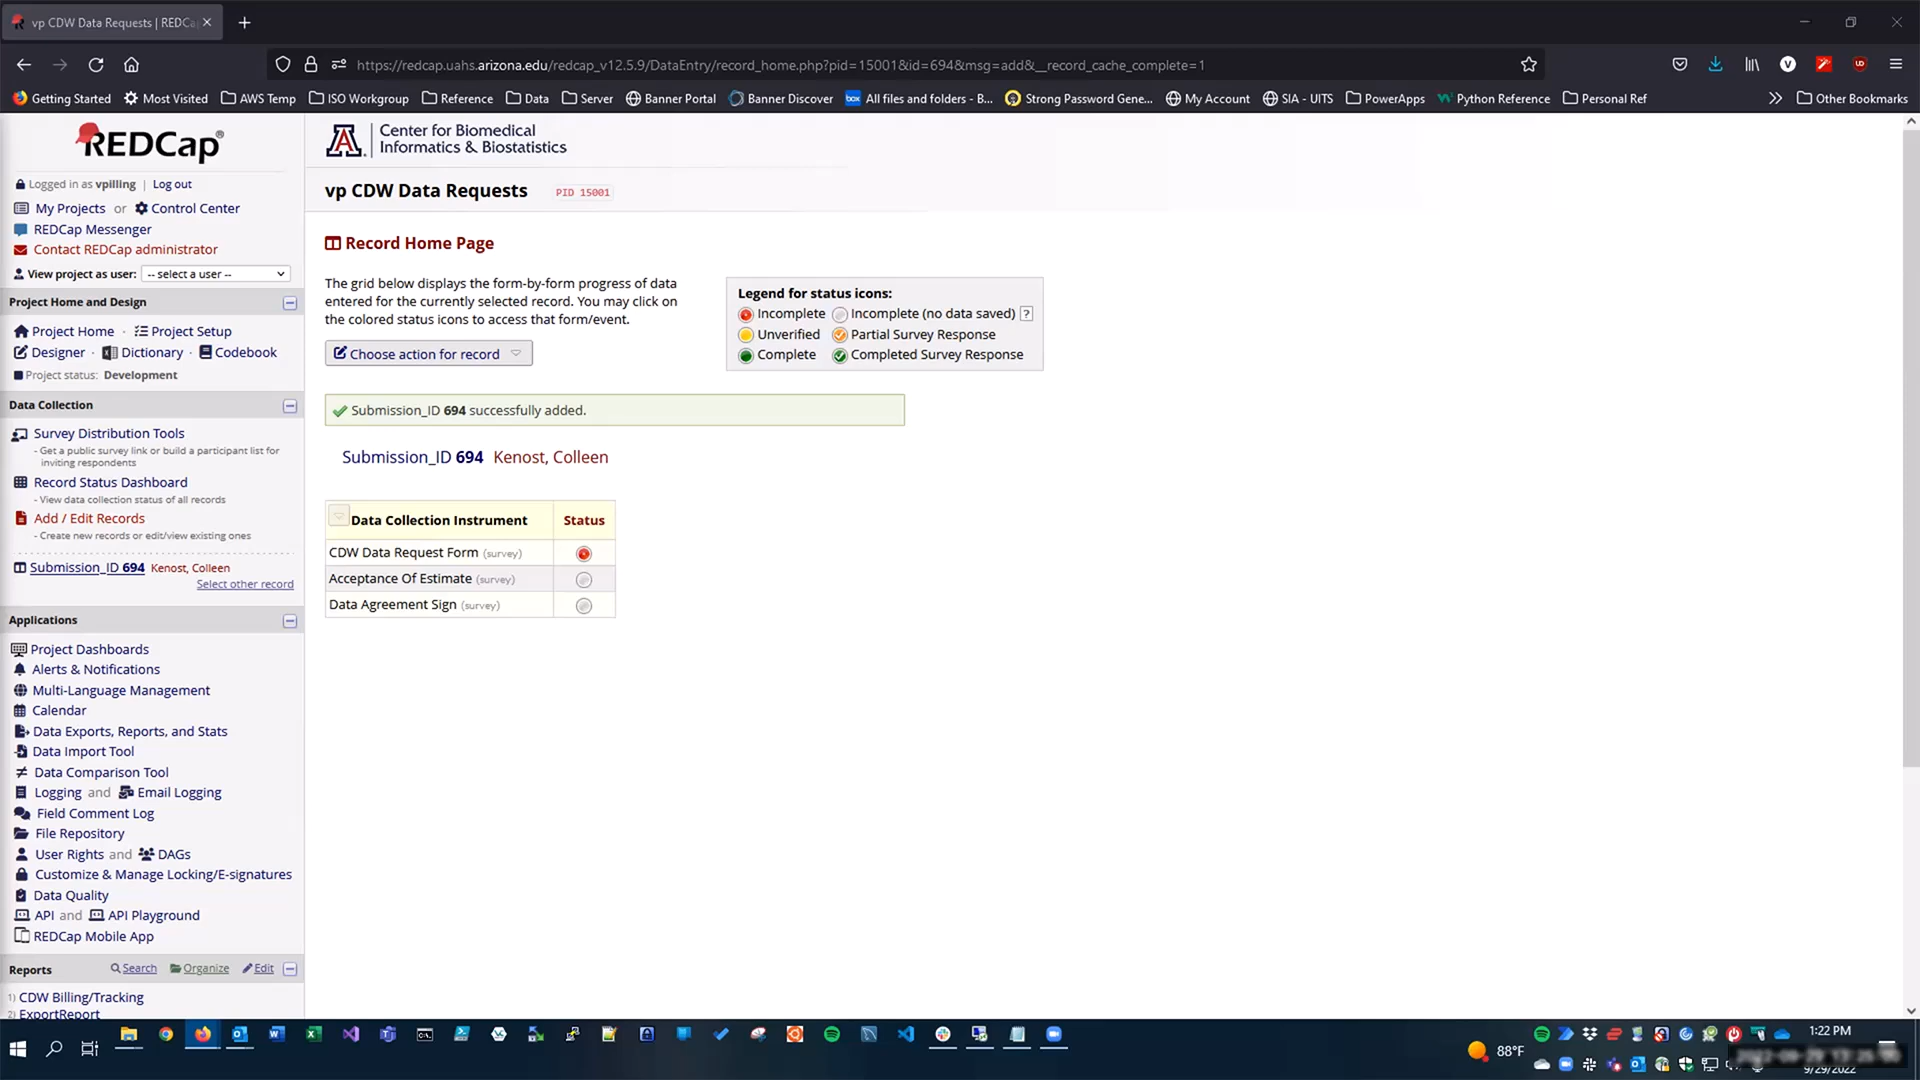 vp CDW Data Requests | REDCa
https://redcap.uahs.arizona.edu/redcap_v12.5.9/DataEntry/record_home.php?pid=15001&id=694&msg=add&__record_cache_complete=1
Getting Started Most Visited AWS Temp ISO Workgroup Reference Data Server Banner Portal Banner Discover box All files and folders - B... Strong Password Gene... My Account SIA - UITS PowerApps Python Reference Personal Ref Other Bookmarks
REDCap®
Logged in as vpilling | Log out
My Projects or Control Center
REDCap Messenger
Contact REDCap administrator
View project as user: -- select a user --
Project Home and Design
Project Home · Project Setup
Designer · Dictionary · Codebook
Project status: Development
Data Collection
Survey Distribution Tools
- Get a public survey link or build a participant list for
inviting respondents
Record Status Dashboard
- View data collection status of all records
Add / Edit Records
- Create new records or edit/view existing ones
Submission_ID 694 Kenost, Colleen
Select other record
Applications
Project Dashboards
Alerts & Notifications
Multi-Language Management
Calendar
Data Exports, Reports, and Stats
Data Import Tool
Data Comparison Tool
Logging and Email Logging
Field Comment Log
File Repository
User Rights and DAGs
Customize & Manage Locking/E-signatures
Data Quality
API and API Playground
REDCap Mobile App
Reports Search Organize Edit
1) CDW Billing/Tracking
2) ExportReport
A
Center for Biomedical
Informatics & Biostatistics
vp CDW Data Requests PID 15001
Record Home Page
The grid below displays the form-by-form progress of data
entered for the currently selected record. You may click on
the colored status icons to access that form/event.
Choose action for record
Legend for status icons:
Incomplete Incomplete (no data saved) ?
Unverified Partial Survey Response
Complete Completed Survey Response
Submission_ID 694 successfully added.
Submission_ID 694 Kenost, Colleen
Data Collection Instrument Status
CDW Data Request Form (survey)
Acceptance Of Estimate (survey)
Data Agreement Sign (survey)
88°F
1:22 PM
9/29/2022